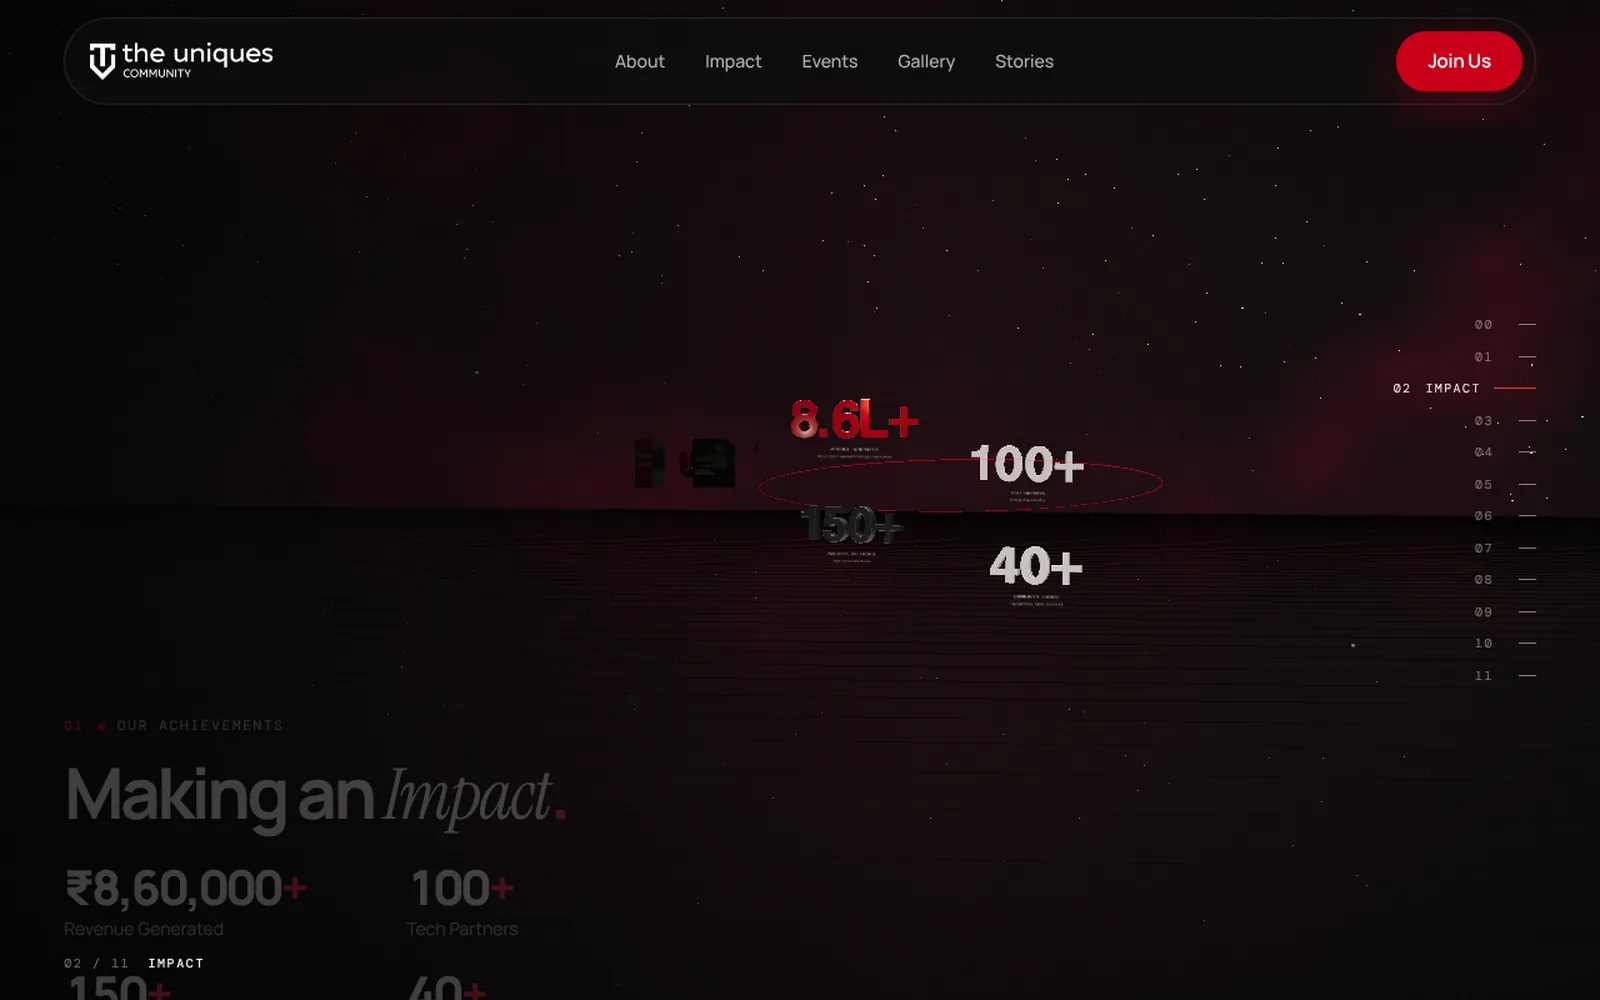 the uniques
COMMUNITY
About
Impact
Events
Gallery
Stories
Join Us
00
01
02 IMPACT
03
04
05
06
07
08
09
10
11
8.6L+
100+
150+
40+
01 OUR ACHIEVEMENTS
Making an Impact.
₹8,60,000+
Revenue Generated
100+
Tech Partners
02 / 11 IMPACT
150+
40+